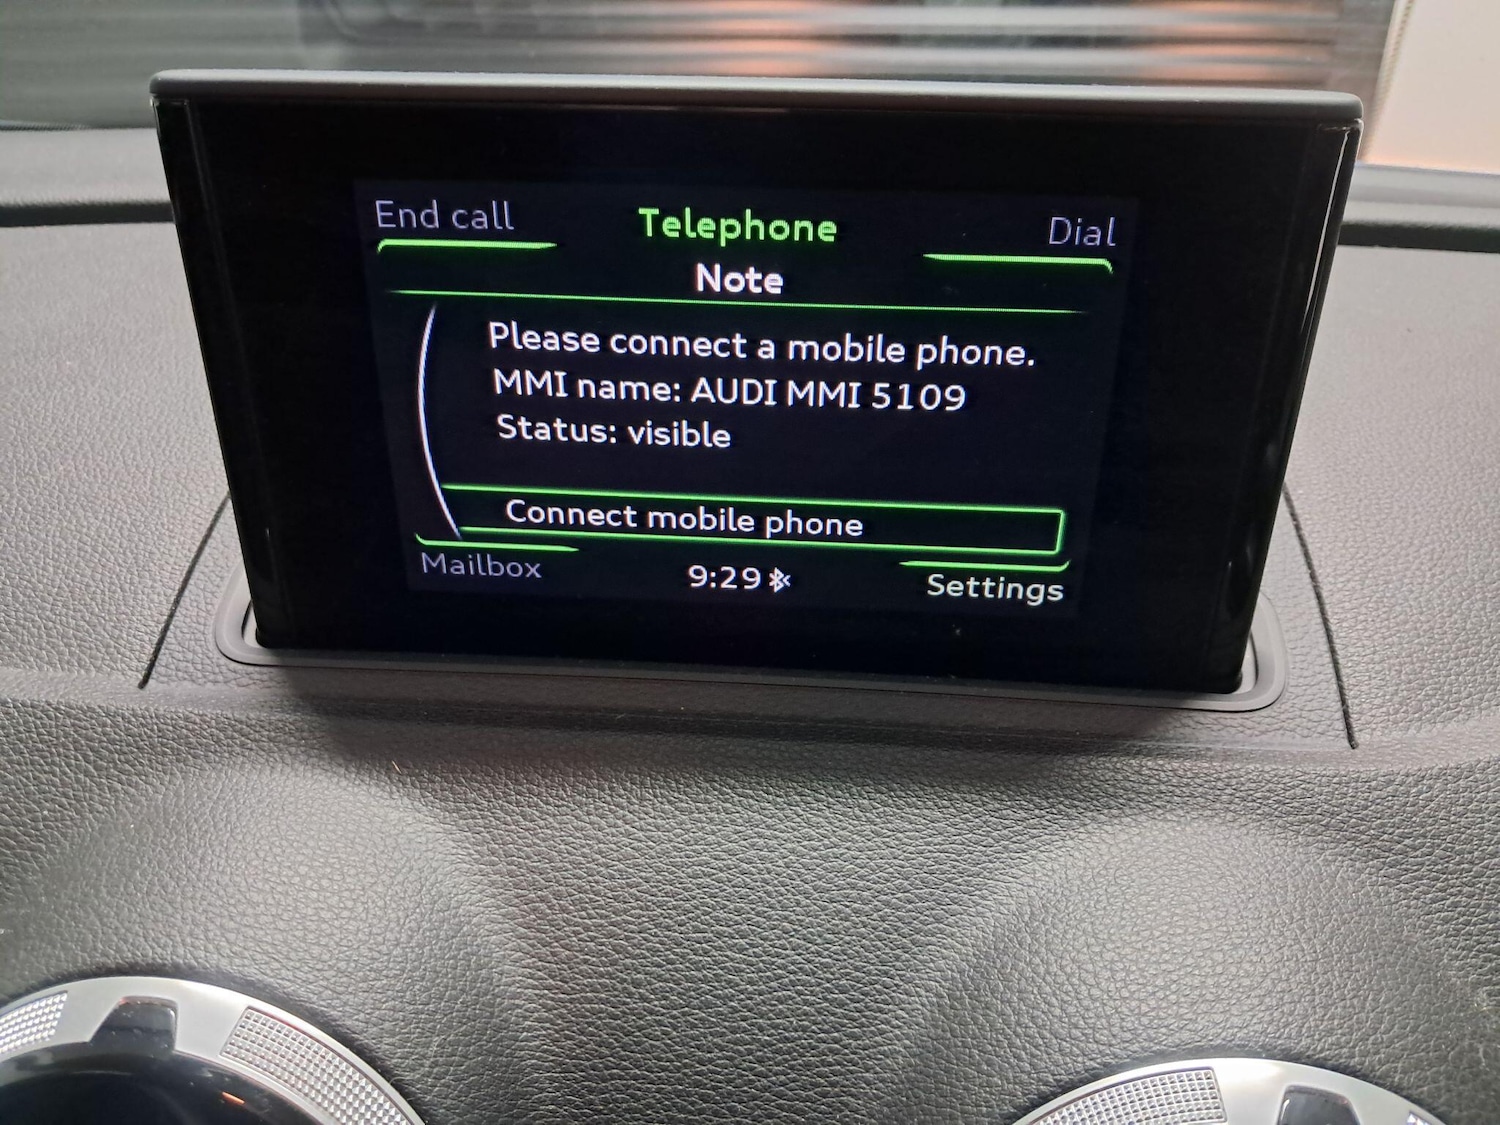 End call
Telephone
Dial
Note
Please connect a mobile phone.
MMI name: AUDI MMI 5109
Status: visible
Connect mobile phone
Mailbox
9:29
Settings